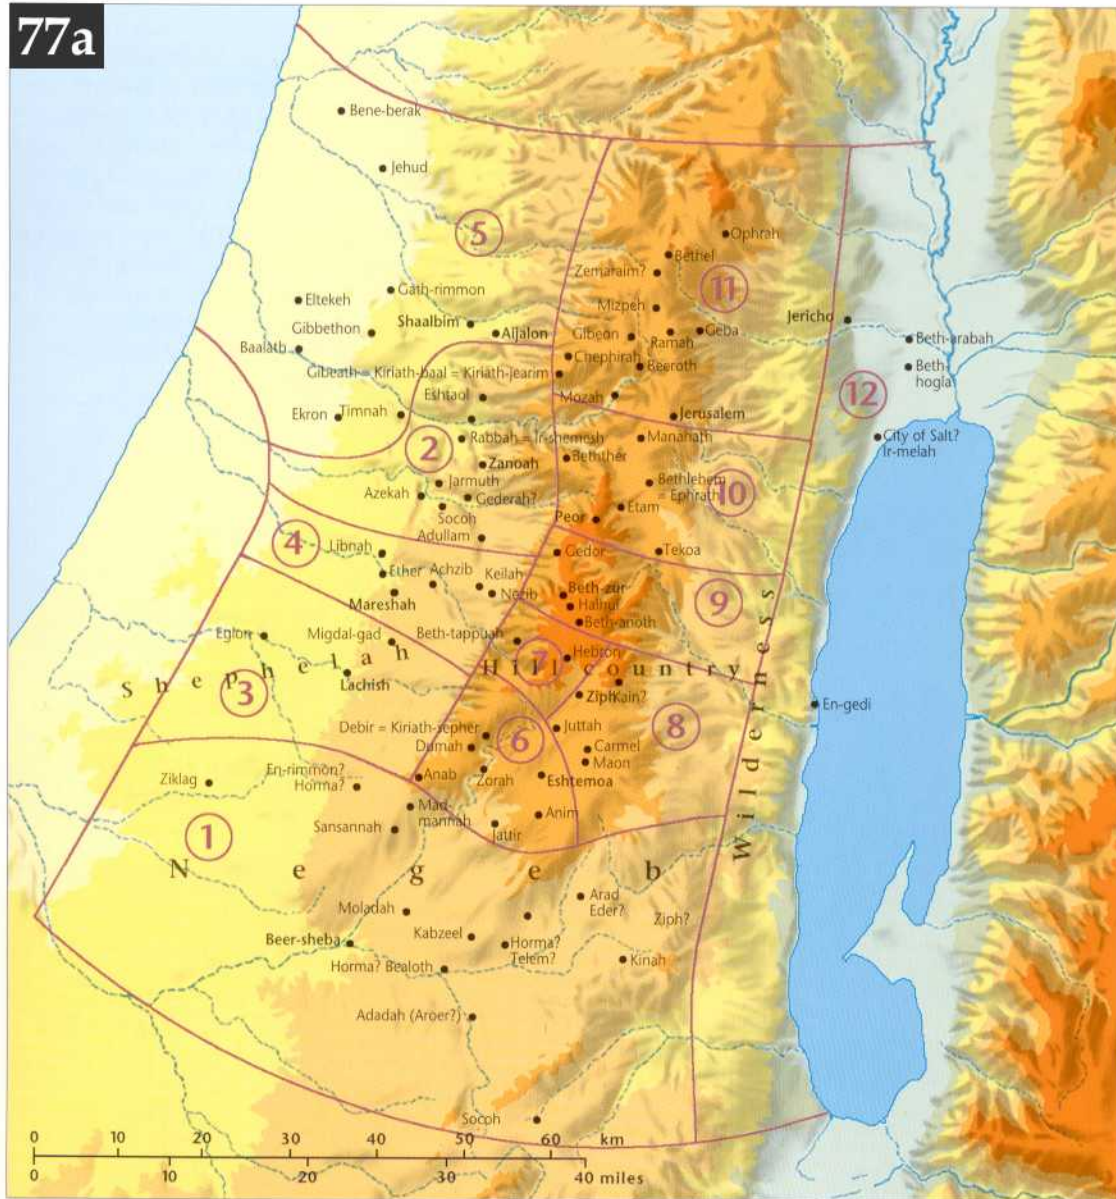 77a
Bene-berak
Jehud
5
Ophrah
Bethel
Zemaraim?
11
Gath-rimmon
Eltekeh
Mizpeh
Shaalbim
Jericho
Gibbethon
Aijalon
Gibeon
Ramah
Geba
Beth-arabah
Baalath
Chephirah
Beeroth
Beth-
hogla
Gibeath = Kiriath-baal = Kiriath-jearim
12
Eshtaol
Mozah
Ekron
Timnah
Jerusalem
2
Rabbah = Ir-shemesh
Manahath
City of Salt?
Ir-melah
Bethther
Zanoah
Jarmuth
Bethlehem
= Ephrath
10
Azekah
Gederah?
Socoh
Etam
Peor
Adullam
4
Libnah
Gedor
Tekoa
Ether
Achzib
Keilah
Mareshah
Nezib
Beth-zur
Halhul
9
Beth-anoth
Eglon
Migdal-gad
Beth-tappuah
7
Hebron
Shephelah
Hill country
Lachish
3
Ziph
Kain?
En-gedi
Debir = Kiriath-sepher
6
Juttah
8
Dumah
Carmel
Maon
Ziklag
En-rimmon?
Horma?
Anab
Zorah
Eshtemoa
Mad-
mannah
Anim
Sansannah
Jattir
1
Wilderness
Negeb
Arad
Eder?
Moladah
Ziph?
Beer-sheba
Kabzeel
Horma?
Telem?
Horma? Bealoth
Kinah
Adadah (Aroer?)
Socoh
0 10 20 30 40 50 60 km
0 20 30 40 miles